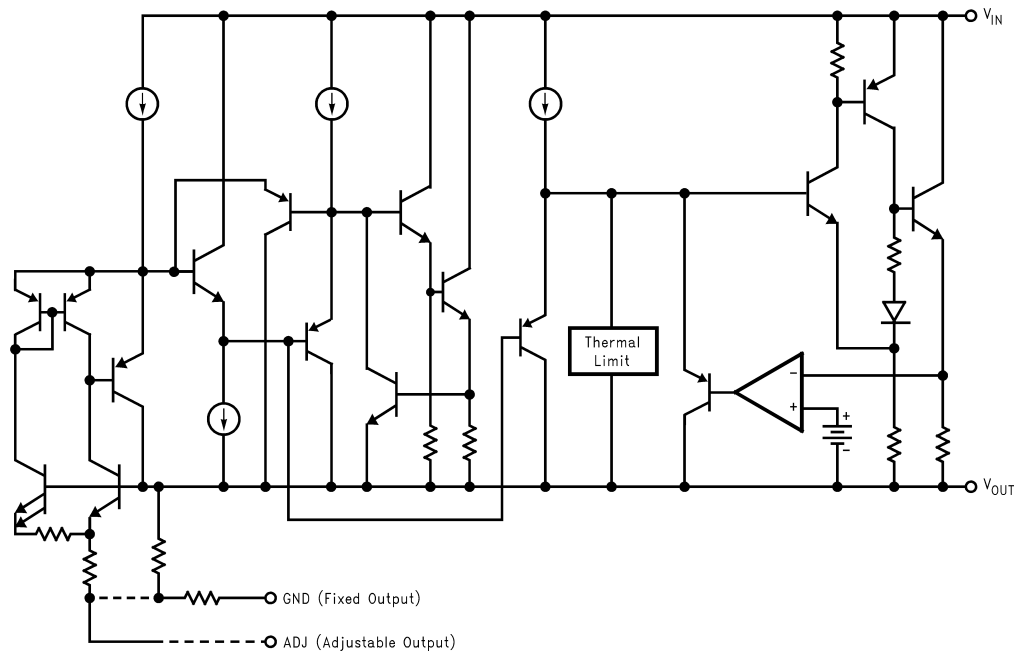 VIN
Thermal
Limit
−
+
+
−
VOUT
GND (Fixed Output)
ADJ (Adjustable Output)